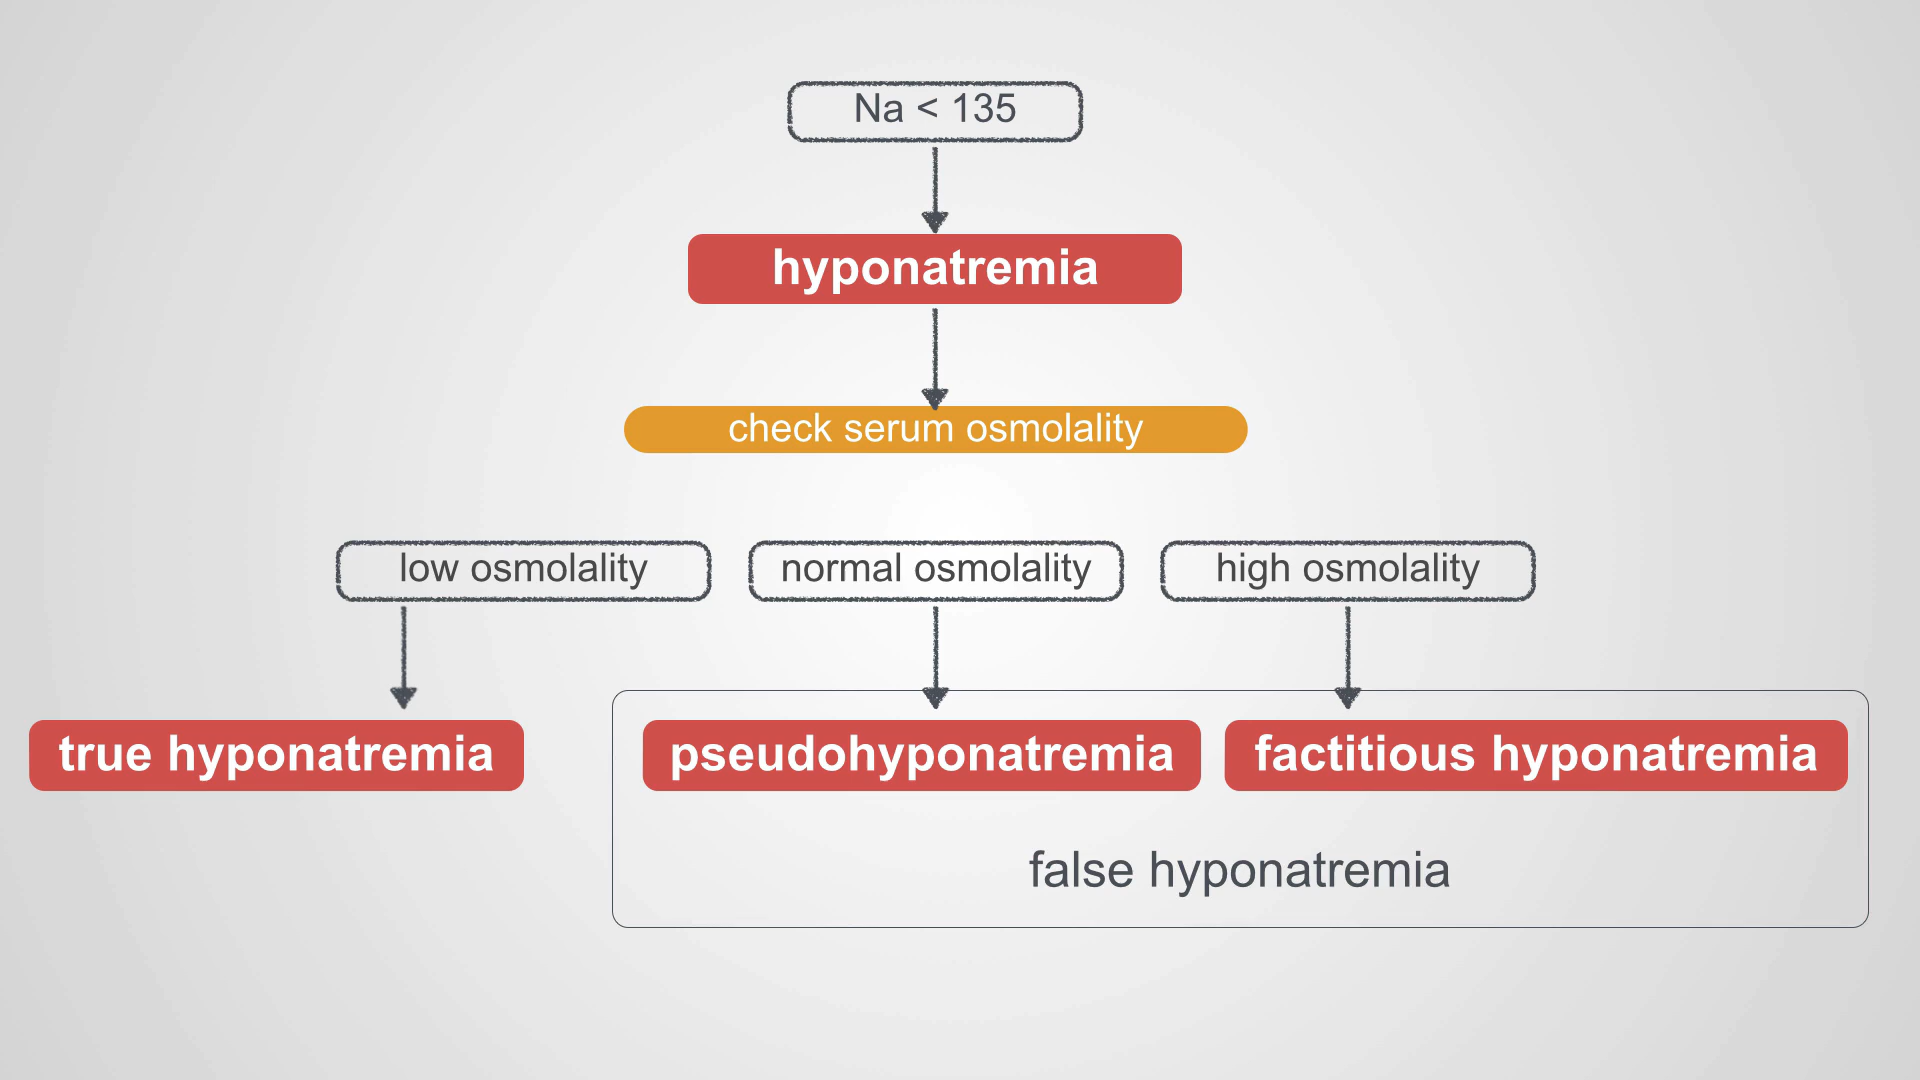 Na < 135
hyponatremia
check serum osmolality
low osmolality
normal osmolality
high osmolality
true hyponatremia
pseudohyponatremia
factitious hyponatremia
false hyponatremia